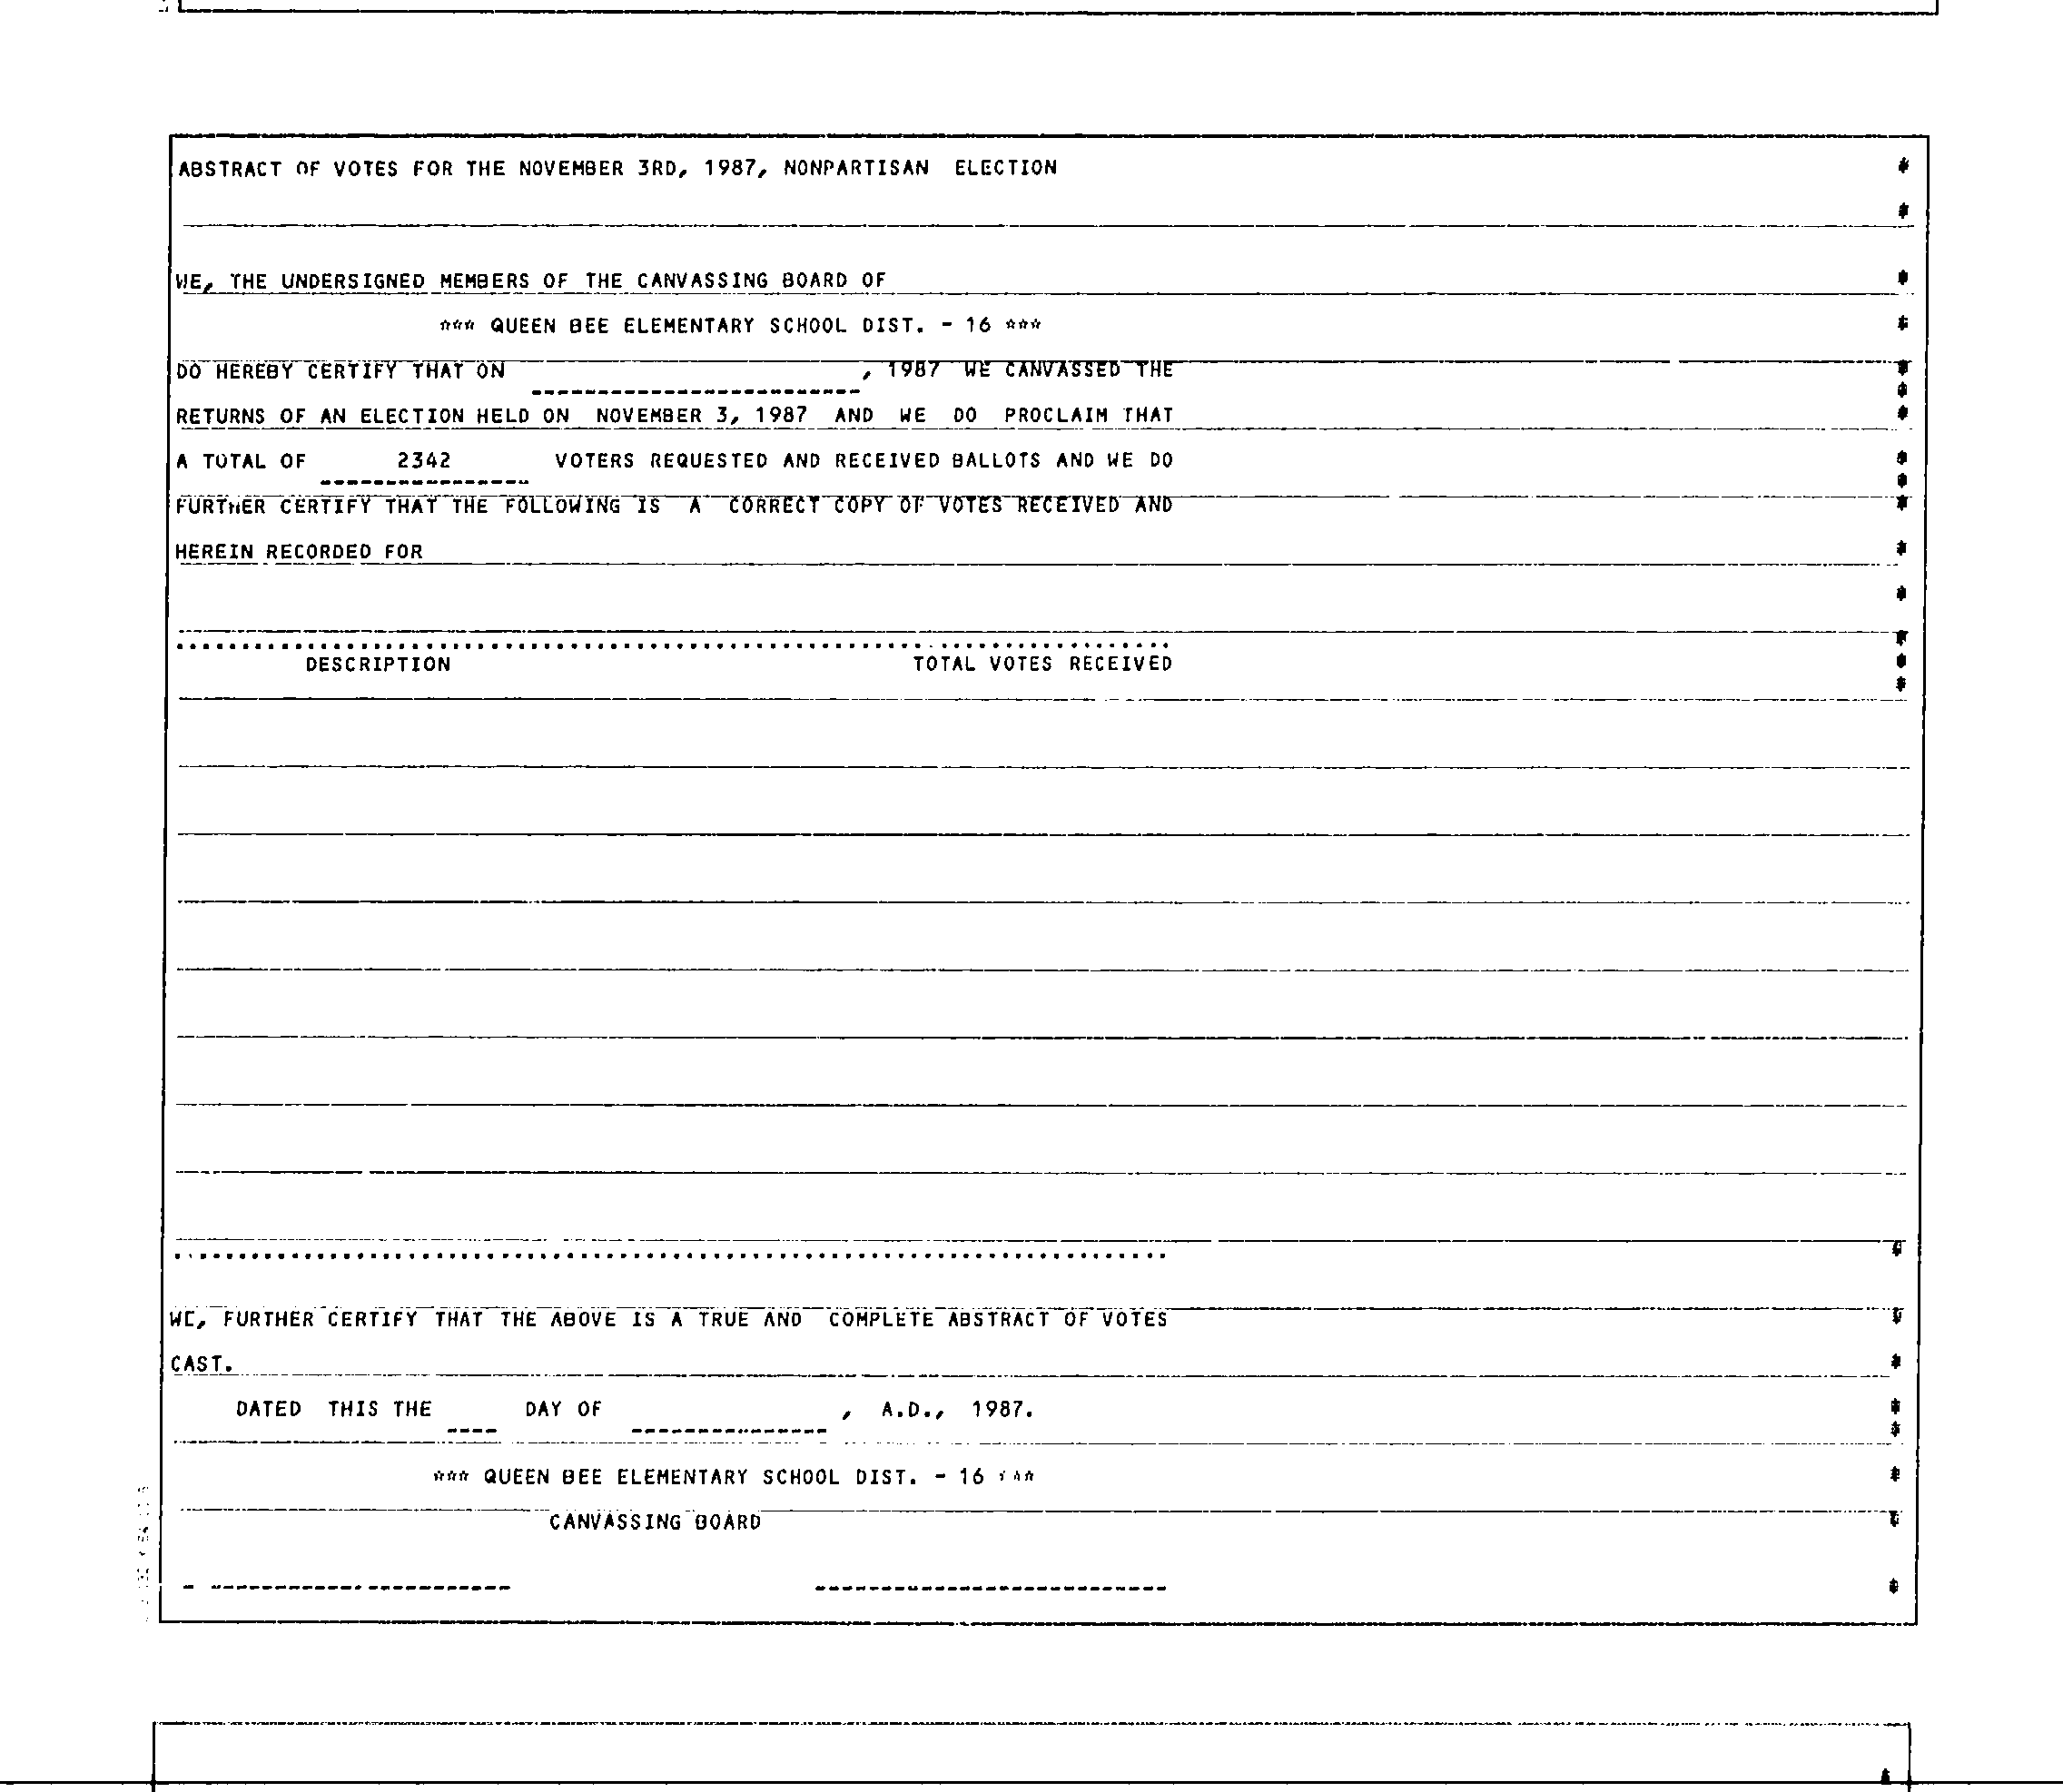 ABSTRACT OF VOTES FOR THE NOVEMBER 3RD, 1987, NONPARTISAN ELECTION #
#
WE, THE UNDERSIGNED MEMBERS OF THE CANVASSING BOARD OF #
*** QUEEN BEE ELEMENTARY SCHOOL DIST. - 16 *** #
DO HEREBY CERTIFY THAT ON , 1987 WE CANVASSED THE #
------------------------- #
RETURNS OF AN ELECTION HELD ON NOVEMBER 3, 1987 AND WE DO PROCLAIM THAT #
A TOTAL OF 2342 VOTERS REQUESTED AND RECEIVED BALLOTS AND WE DO #
---------------- #
FURTHER CERTIFY THAT THE FOLLOWING IS A CORRECT COPY OF VOTES RECEIVED AND #
HEREIN RECORDED FOR #
#
#
DESCRIPTION TOTAL VOTES RECEIVED #
#
#
WE, FURTHER CERTIFY THAT THE ABOVE IS A TRUE AND COMPLETE ABSTRACT OF VOTES #
CAST. #
DATED THIS THE DAY OF , A.D., 1987. #
---- --------------- #
*** QUEEN BEE ELEMENTARY SCHOOL DIST. - 16 *** #
CANVASSING BOARD #
- ----------------------- --------------------------- #